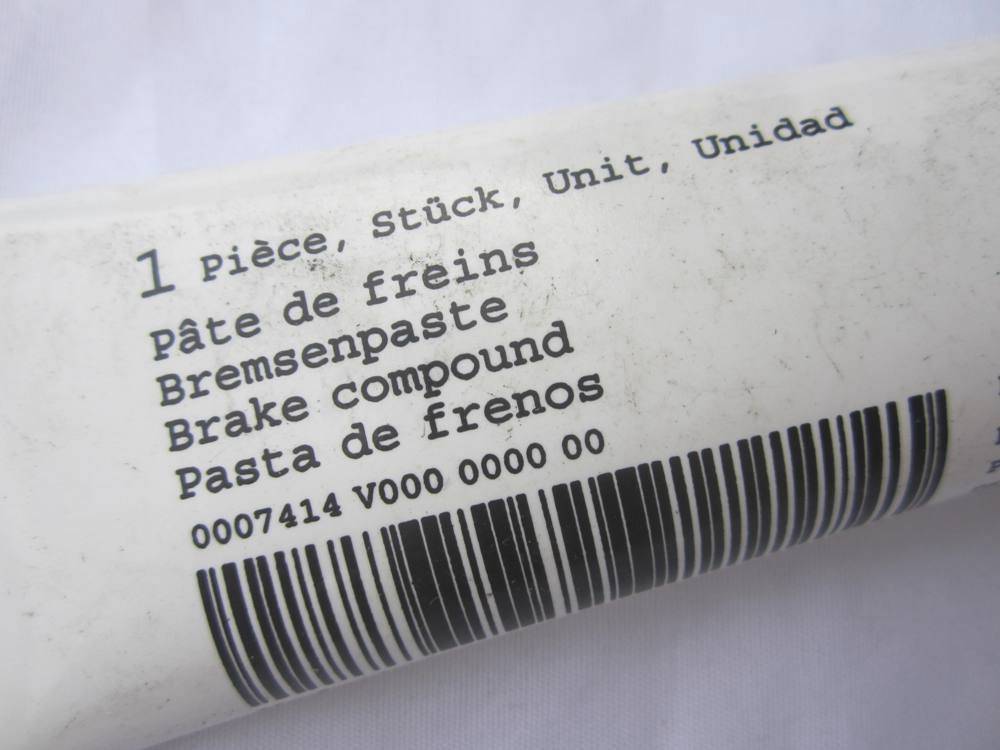 1 Pièce, Stück, Unit, Unidad
Pâte de freins
Bremsenpaste
Brake compound
Pasta de frenos
0007414 V000 0000 00